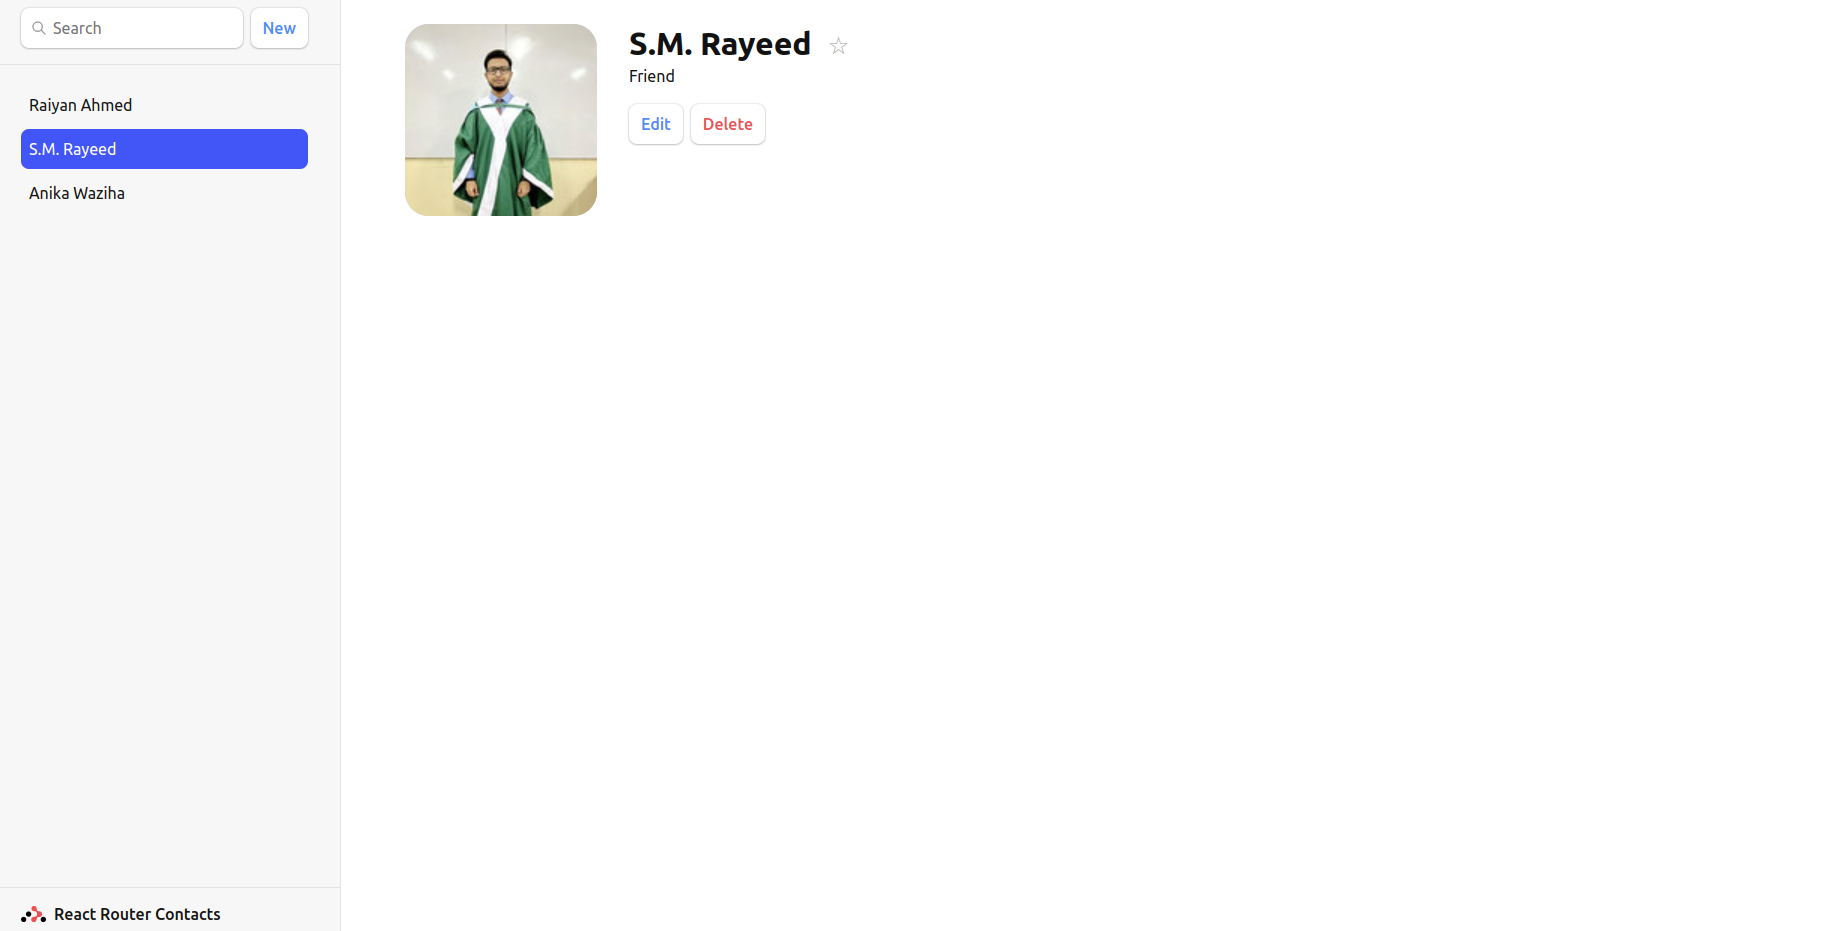 Search
New
Raiyan Ahmed
S.M. Rayeed
Anika Waziha
React Router Contacts
S.M. Rayeed ☆
Friend
Edit
Delete